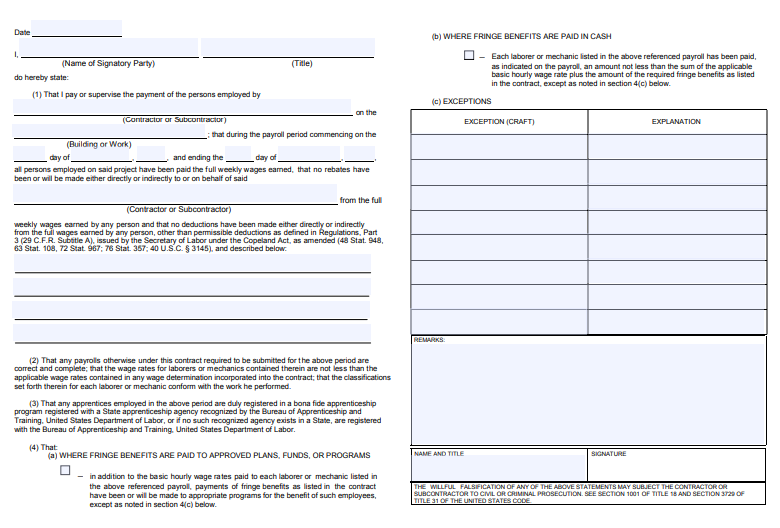 Date
I,
(Name of Signatory Party) (Title)
do hereby state:
(1) That I pay or supervise the payment of the persons employed by
on the
(Contractor or Subcontractor)
; that during the payroll period commencing on the
(Building or Work)
day of , , and ending the day of , ,
all persons employed on said project have been paid the full weekly wages earned, that no rebates have
been or will be made either directly or indirectly to or on behalf of said
from the full
(Contractor or Subcontractor)
weekly wages earned by any person and that no deductions have been made either directly or indirectly
from the full wages earned by any person, other than permissible deductions as defined in Regulations, Part
3 (29 C.F.R. Subtitle A), issued by the Secretary of Labor under the Copeland Act, as amended (48 Stat. 948,
63 Stat. 108, 72 Stat. 967; 76 Stat. 357; 40 U.S.C. § 3145), and described below:
(2) That any payrolls otherwise under this contract required to be submitted for the above period are
correct and complete; that the wage rates for laborers or mechanics contained therein are not less than the
applicable wage rates contained in any wage determination incorporated into the contract; that the classifications
set forth therein for each laborer or mechanic conform with the work he performed.
(3) That any apprentices employed in the above period are duly registered in a bona fide apprenticeship
program registered with a State apprenticeship agency recognized by the Bureau of Apprenticeship and
Training, United States Department of Labor, or if no such recognized agency exists in a State, are registered
with the Bureau of Apprenticeship and Training, United States Department of Labor.
(4) That:
(a) WHERE FRINGE BENEFITS ARE PAID TO APPROVED PLANS, FUNDS, OR PROGRAMS
– in addition to the basic hourly wage rates paid to each laborer or mechanic listed in
the above referenced payroll, payments of fringe benefits as listed in the contract
have been or will be made to appropriate programs for the benefit of such employees,
except as noted in section 4(c) below.
(b) WHERE FRINGE BENEFITS ARE PAID IN CASH
– Each laborer or mechanic listed in the above referenced payroll has been paid,
as indicated on the payroll, an amount not less than the sum of the applicable
basic hourly wage rate plus the amount of the required fringe benefits as listed
in the contract, except as noted in section 4(c) below.
(c) EXCEPTIONS
EXCEPTION (CRAFT) EXPLANATION
REMARKS:
NAME AND TITLE SIGNATURE
THE WILLFUL FALSIFICATION OF ANY OF THE ABOVE STATEMENTS MAY SUBJECT THE CONTRACTOR OR
SUBCONTRACTOR TO CIVIL OR CRIMINAL PROSECUTION. SEE SECTION 1001 OF TITLE 18 AND SECTION 3729 OF
TITLE 31 OF THE UNITED STATES CODE.